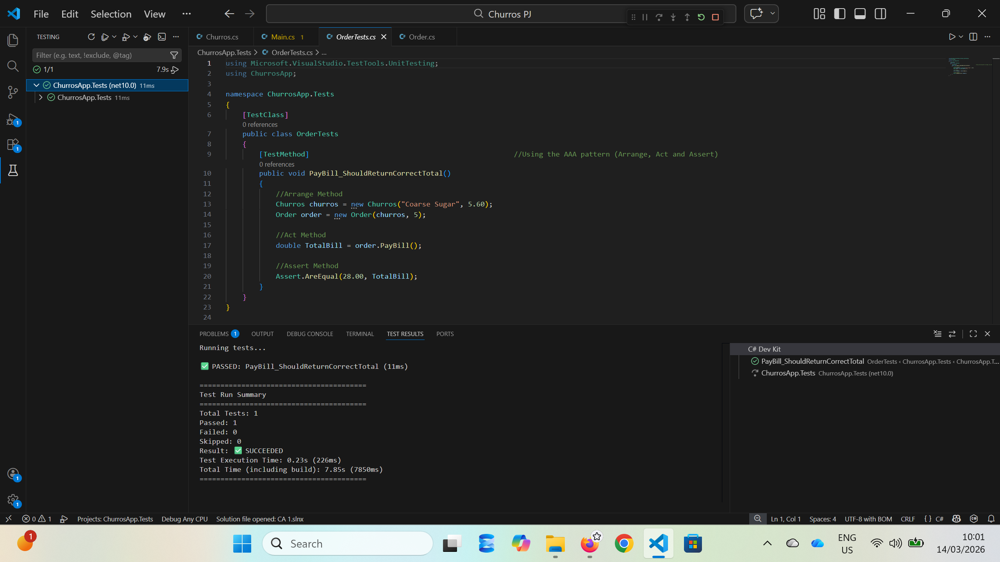 File Edit Selection View ··· Churros PJ
TESTING
Filter (e.g. text, !exclude, @tag)
1/1 7.9s
ChurrosApp.Tests (net10.0) 11ms
ChurrosApp.Tests 11ms
1
1
1
1
Churros.cs Main.cs 1 OrderTests.cs Order.cs
ChurrosApp.Tests > OrderTests.cs > ...
1 using Microsoft.VisualStudio.TestTools.UnitTesting;
2 using ChurrosApp;
3
4 namespace ChurrosApp.Tests
5 {
6 [TestClass]
0 references
7 public class OrderTests
8 {
9 [TestMethod] //Using the AAA pattern (Arrange, Act and Assert)
0 references
10 public void PayBill_ShouldReturnCorrectTotal()
11 {
12 //Arrange Method
13 Churros churros = new Churros("Coarse Sugar", 5.60);
14 Order order = new Order(churros, 5);
15
16 //Act Method
17 double TotalBill = order.PayBill();
18
19 //Assert Method
20 Assert.AreEqual(28.00, TotalBill);
21 }
22 }
23 }
24
PROBLEMS 1 OUTPUT DEBUG CONSOLE TERMINAL TEST RESULTS PORTS
Running tests...
✅ PASSED: PayBill_ShouldReturnCorrectTotal (11ms)
========================================
Test Run Summary
========================================
Total Tests: 1
Passed: 1
Failed: 0
Skipped: 0
Result: ✅ SUCCEEDED
Test Execution Time: 0.23s (226ms)
Total Time (including build): 7.85s (7850ms)
========================================
C# Dev Kit
PayBill_ShouldReturnCorrectTotal OrderTests ‹ ChurrosApp.Tests ‹ ChurrosApp.T...
ChurrosApp.Tests ChurrosApp.Tests (net10.0)
0 1 Projects: ChurrosApp.Tests Debug Any CPU Solution file opened: CA 1.slnx Ln 1, Col 1 Spaces: 4 UTF-8 with BOM CRLF {} C#
1 Search ENG
US
10:01
14/03/2026